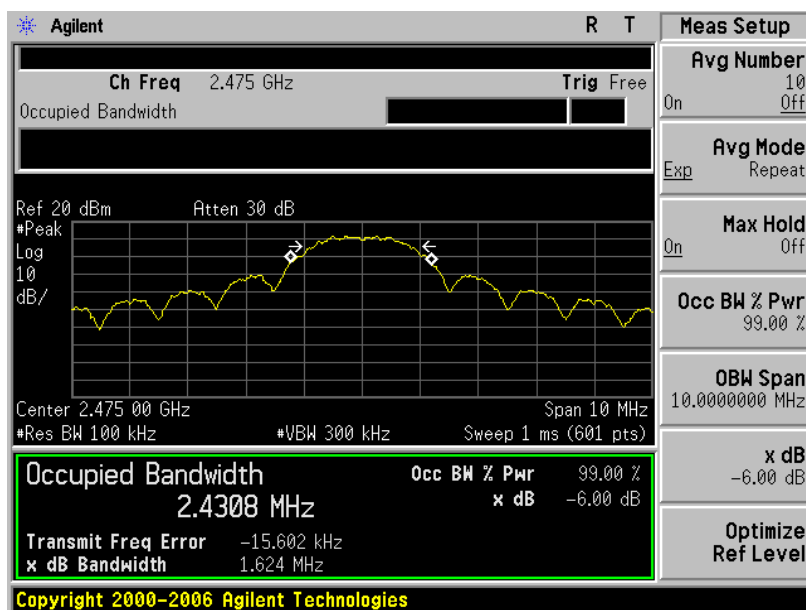 Agilent R T
Ch Freq 2.475 GHz Trig Free
Occupied Bandwidth
Ref 20 dBm Atten 30 dB
#Peak
Log
10
dB/
Center 2.475 00 GHz Span 10 MHz
#Res BW 100 kHz #VBW 300 kHz Sweep 1 ms (601 pts)
Occupied Bandwidth Occ BW % Pwr 99.00 %
2.4308 MHz x dB -6.00 dB
Transmit Freq Error -15.602 kHz
x dB Bandwidth 1.624 MHz
Copyright 2000-2006 Agilent Technologies
Meas Setup
Avg Number
10
On Off
Avg Mode
Exp Repeat
Max Hold
On Off
Occ BW % Pwr
99.00 %
OBW Span
10.0000000 MHz
x dB
-6.00 dB
Optimize
Ref Level